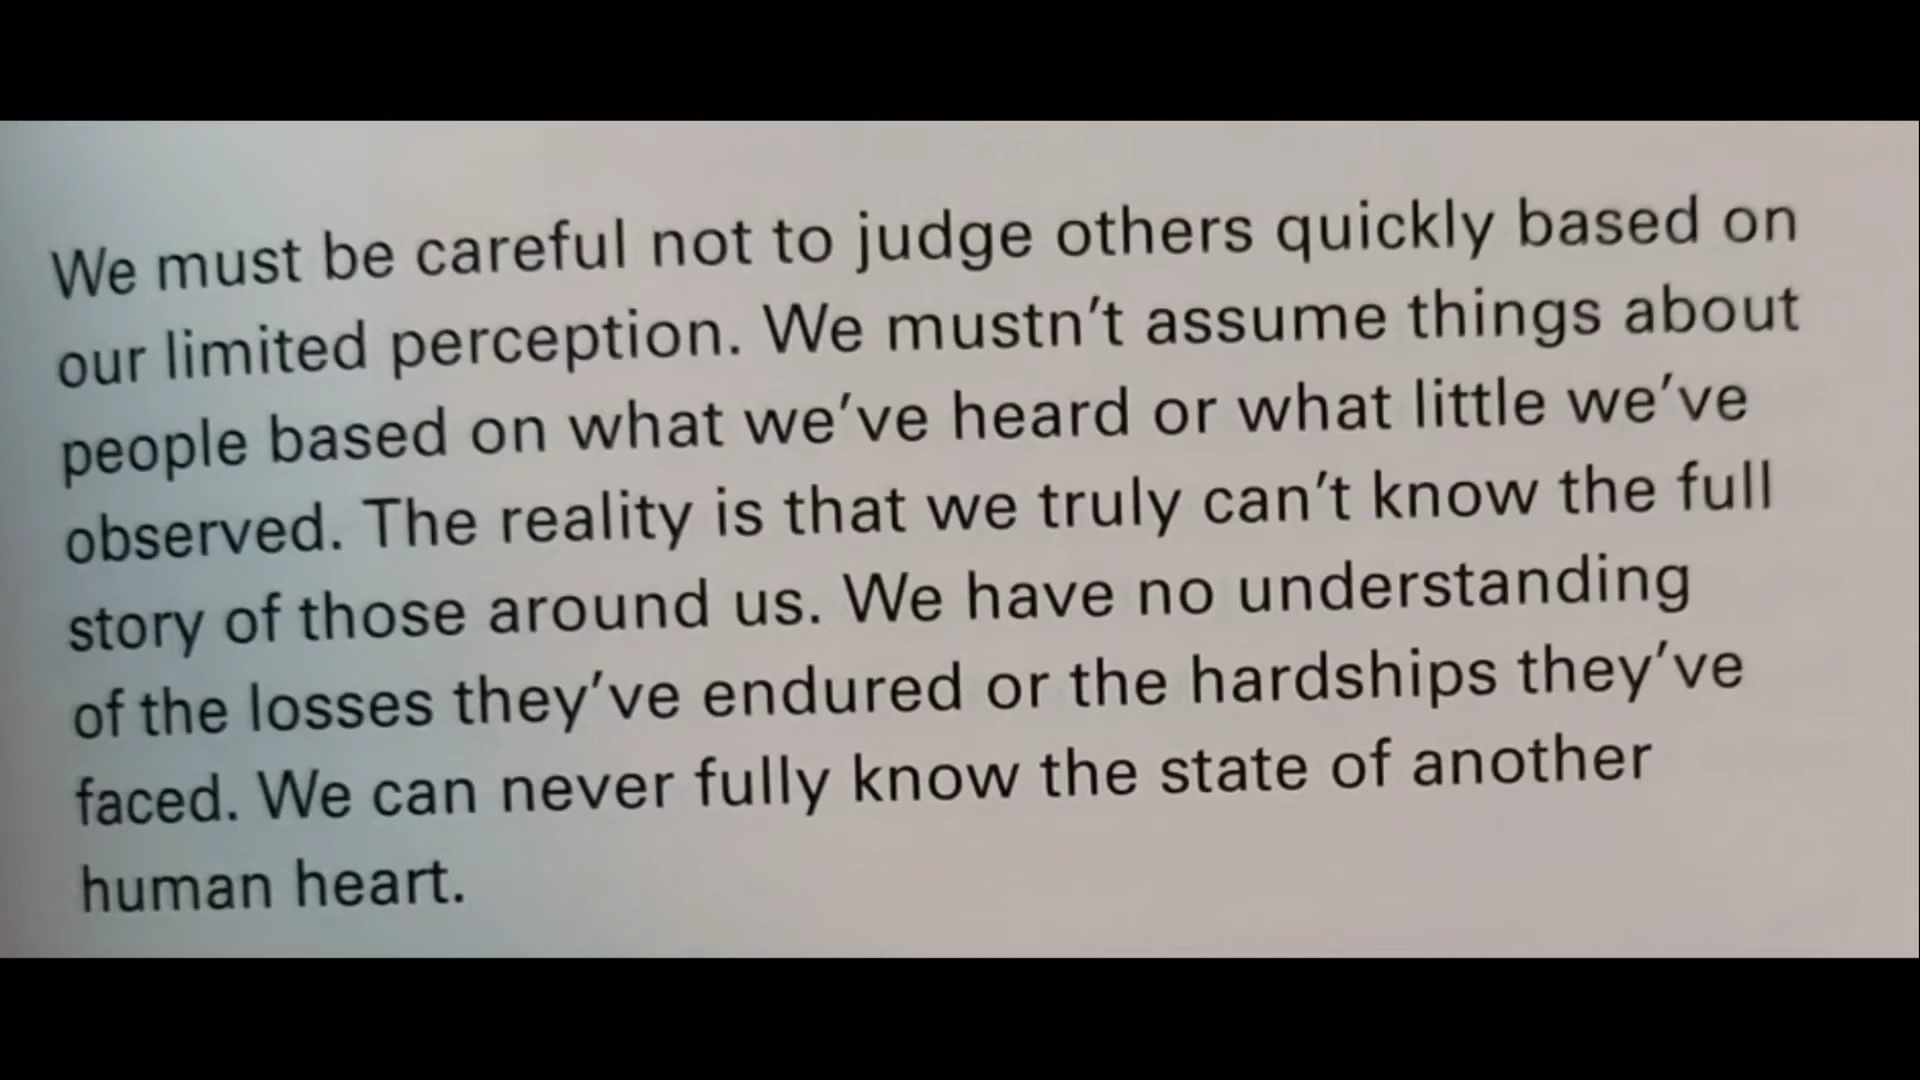 We must be careful not to judge others quickly based on
our limited perception. We mustn’t assume things about
people based on what we’ve heard or what little we’ve
observed. The reality is that we truly can’t know the full
story of those around us. We have no understanding
of the losses they’ve endured or the hardships they’ve
faced. We can never fully know the state of another
human heart.